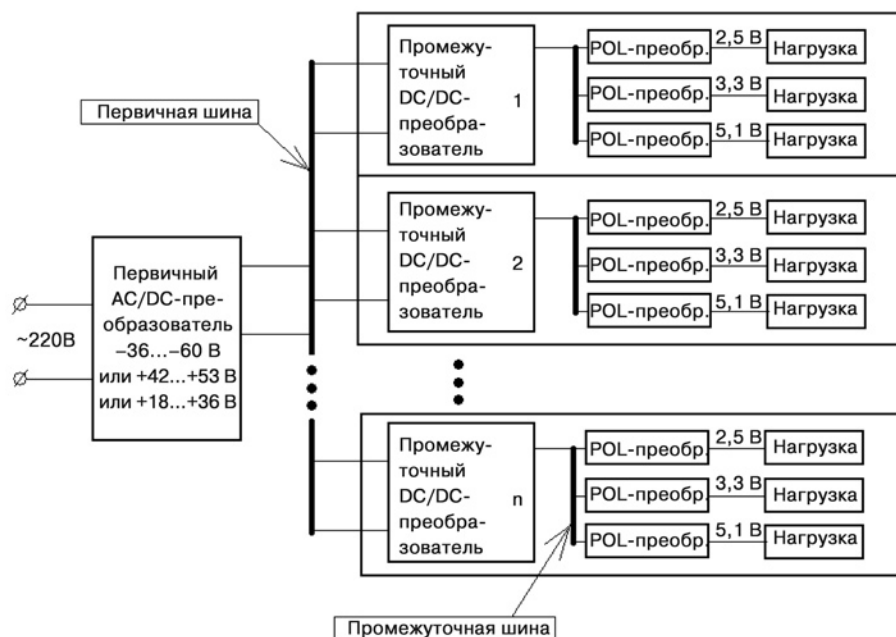 Первичная шина
~220В
Первичный
AC/DC-пре-
образователь
–36...–60 В
или +42...+53 В
или +18...+36 В
Промежу-
точный
DC/DC-
преобра-
зователь
1
POL-преобр.
2,5 В
Нагрузка
POL-преобр.
3,3 В
Нагрузка
POL-преобр.
5,1 В
Нагрузка
Промежу-
точный
DC/DC-
преобра-
зователь
2
POL-преобр.
2,5 В
Нагрузка
POL-преобр.
3,3 В
Нагрузка
POL-преобр.
5,1 В
Нагрузка
Промежу-
точный
DC/DC-
преобра-
зователь
n
POL-преобр.
2,5 В
Нагрузка
POL-преобр.
3,3 В
Нагрузка
POL-преобр.
5,1 В
Нагрузка
Промежуточная шина